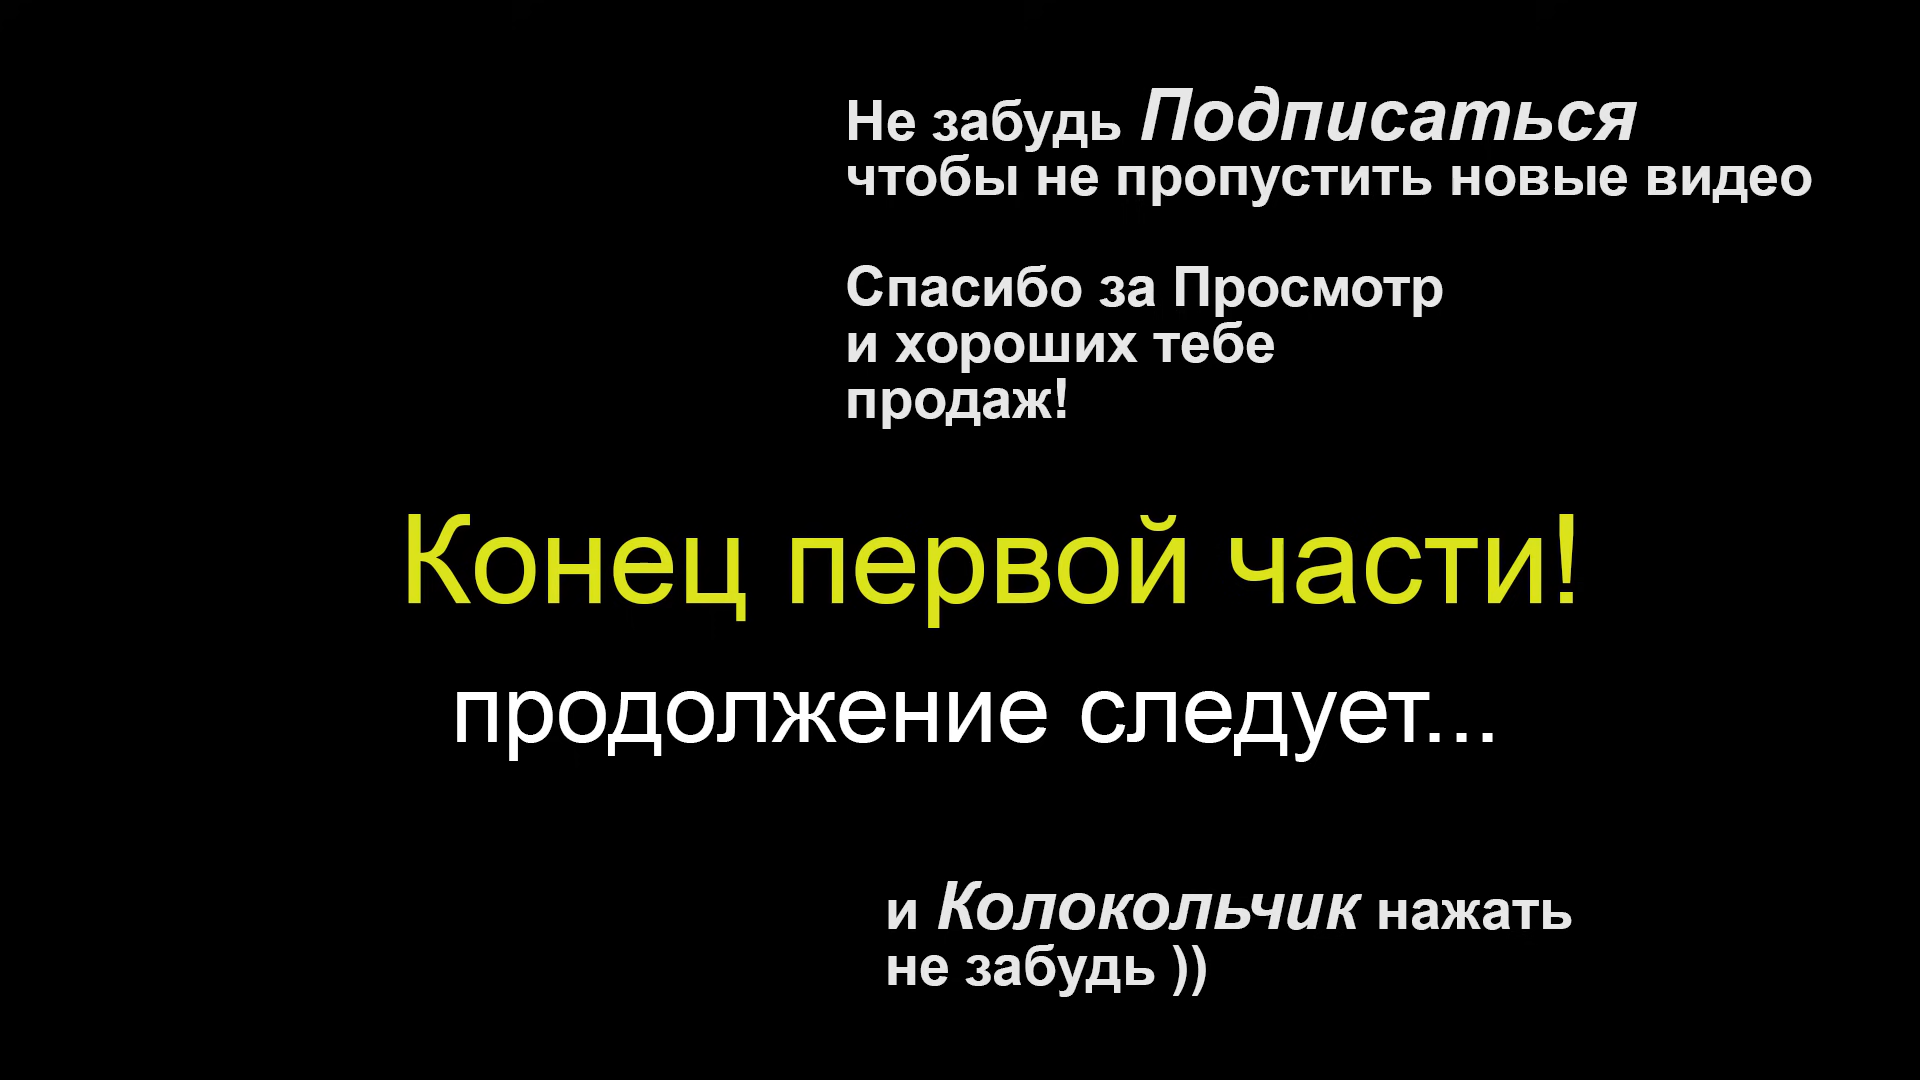 Не забудь Подписаться
чтобы не пропустить новые видео
Спасибо за Просмотр
и хороших тебе
продаж!
Конец первой части!
продолжение следует...
и Колокольчик нажать
не забудь ))